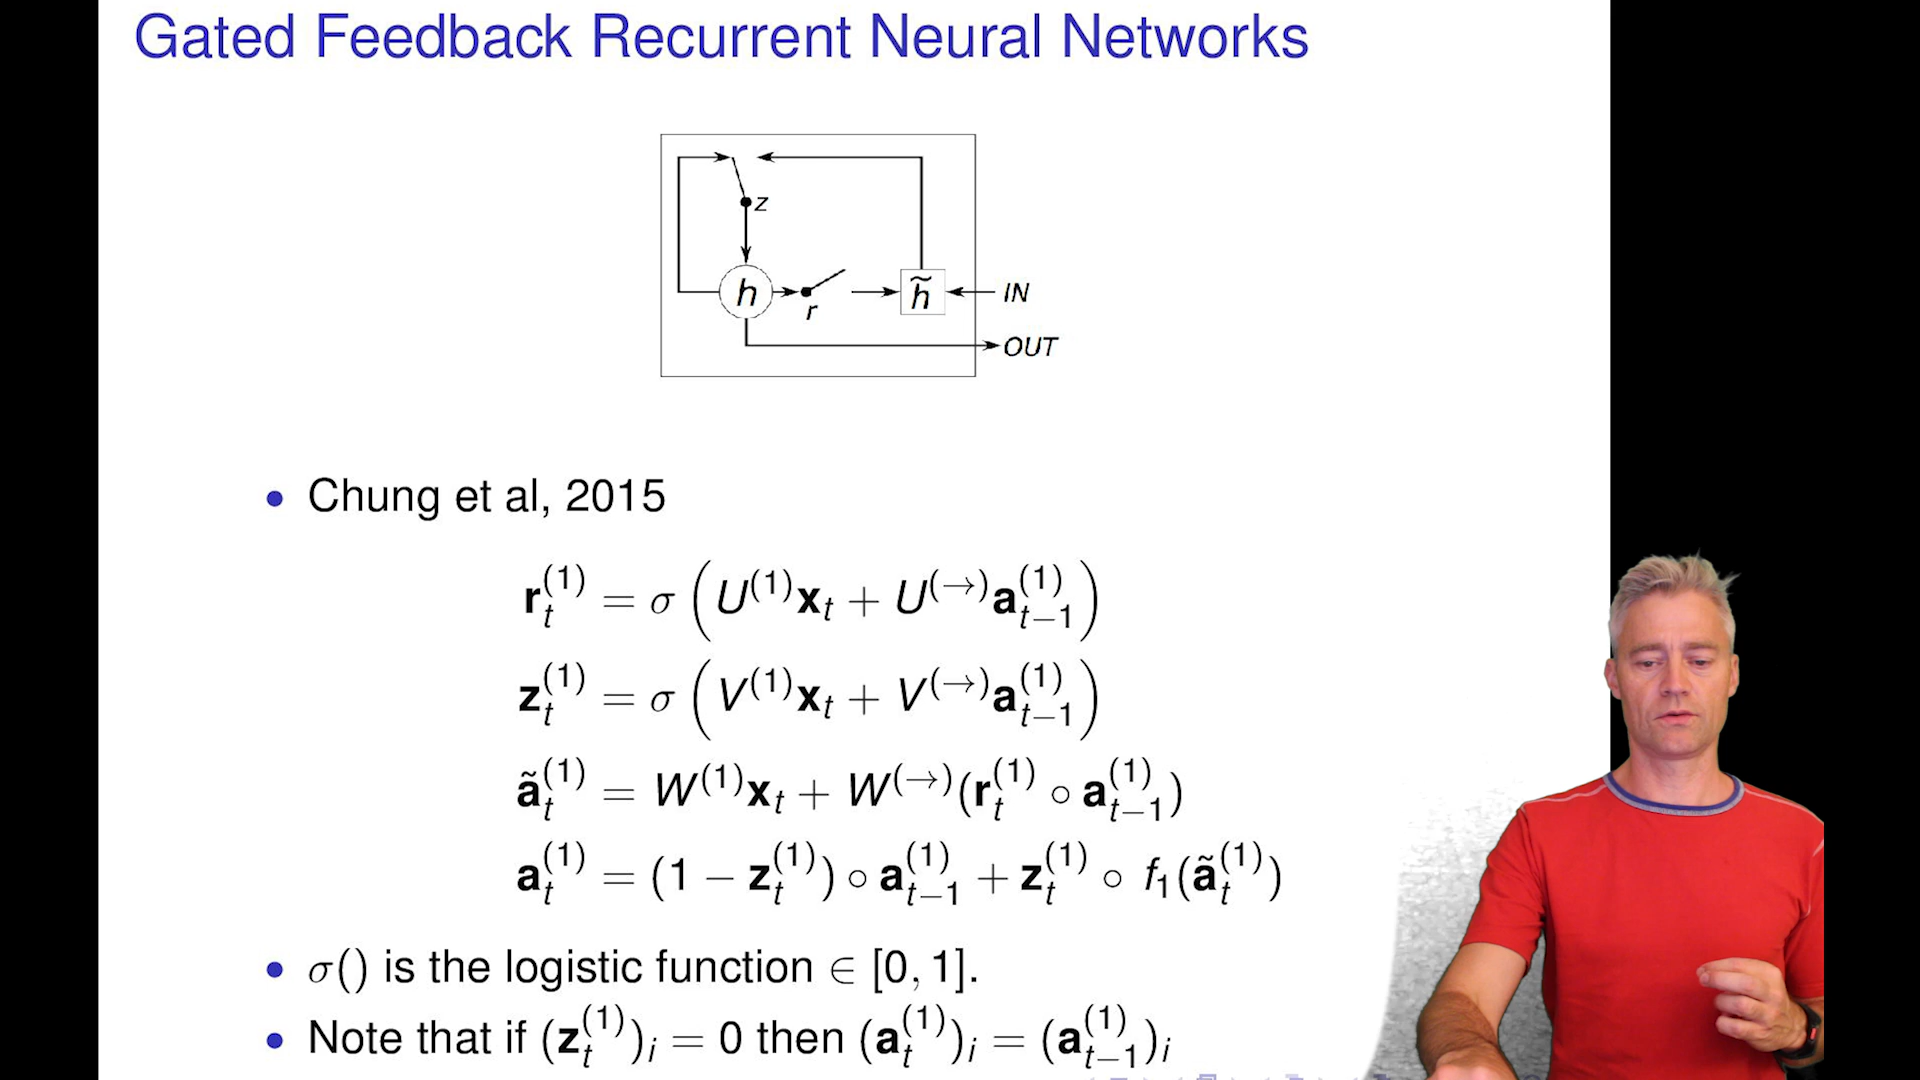 Gated Feedback Recurrent Neural Networks
z
h
r
h̃
IN
OUT
• Chung et al, 2015
r_t^{(1)} = σ ( U^{(1)} x_t + U^{(→)} a_{t−1}^{(1)} )
z_t^{(1)} = σ ( V^{(1)} x_t + V^{(→)} a_{t−1}^{(1)} )
ã_t^{(1)} = W^{(1)} x_t + W^{(→)} (r_t^{(1)} ∘ a_{t−1}^{(1)})
a_t^{(1)} = (1 − z_t^{(1)}) ∘ a_{t−1}^{(1)} + z_t^{(1)} ∘ f_1(ã_t^{(1)})
• σ() is the logistic function ∈ [0, 1].
• Note that if (z_t^{(1)})_i = 0 then (a_t^{(1)})_i = (a_{t−1}^{(1)})_i